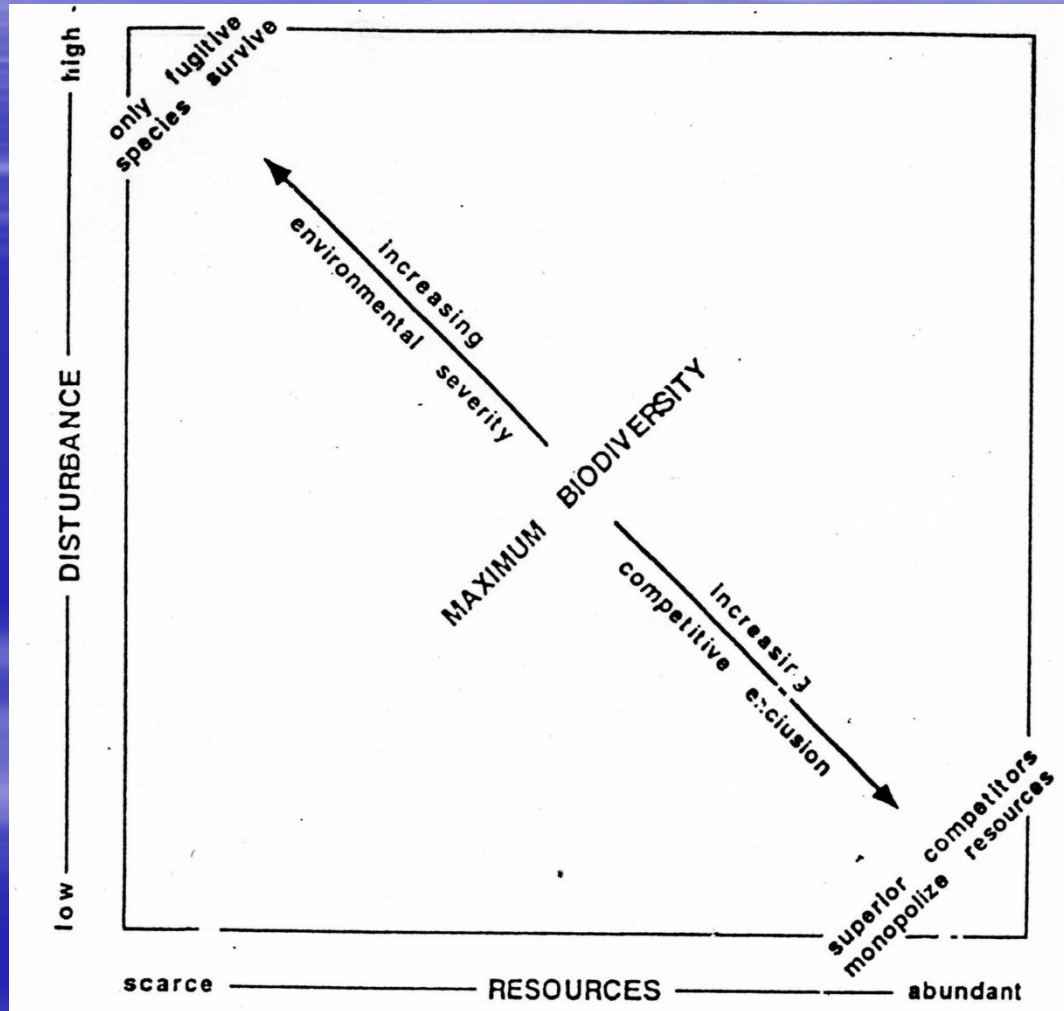 high
DISTURBANCE
low
only fugitive
species survive
increasing
environmental severity
MAXIMUM BIODIVERSITY
increasing
competitive exclusion
superior competitors
monopolize resources
scarce
RESOURCES
abundant